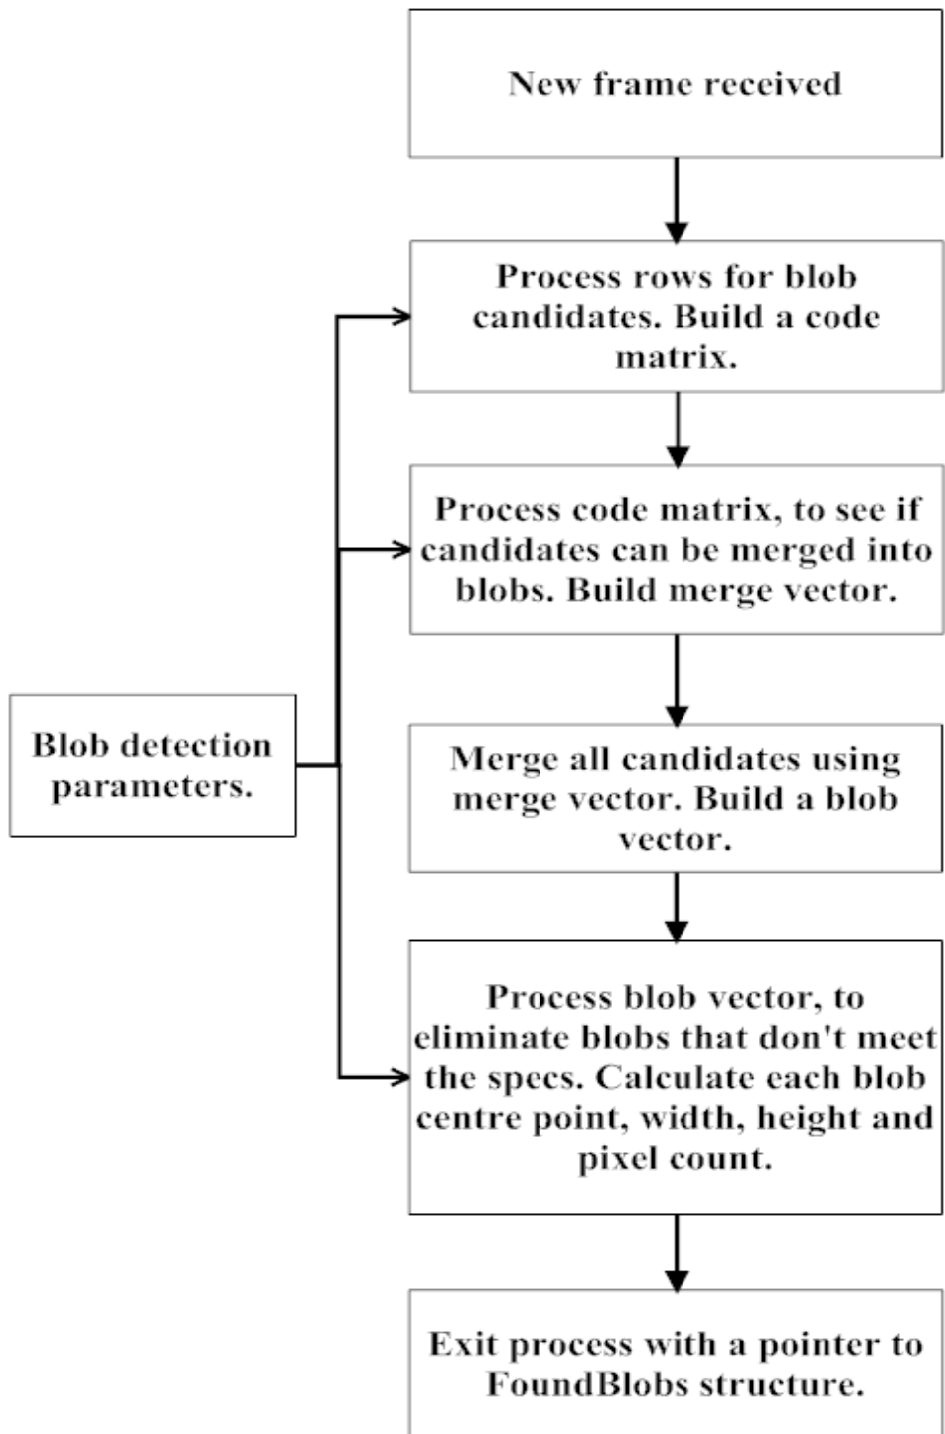 New frame received
Process rows for blob
candidates. Build a code
matrix.
Process code matrix, to see if
candidates can be merged into
blobs. Build merge vector.
Blob detection
parameters.
Merge all candidates using
merge vector. Build a blob
vector.
Process blob vector, to
eliminate blobs that don't meet
the specs. Calculate each blob
centre point, width, height and
pixel count.
Exit process with a pointer to
FoundBlobs structure.